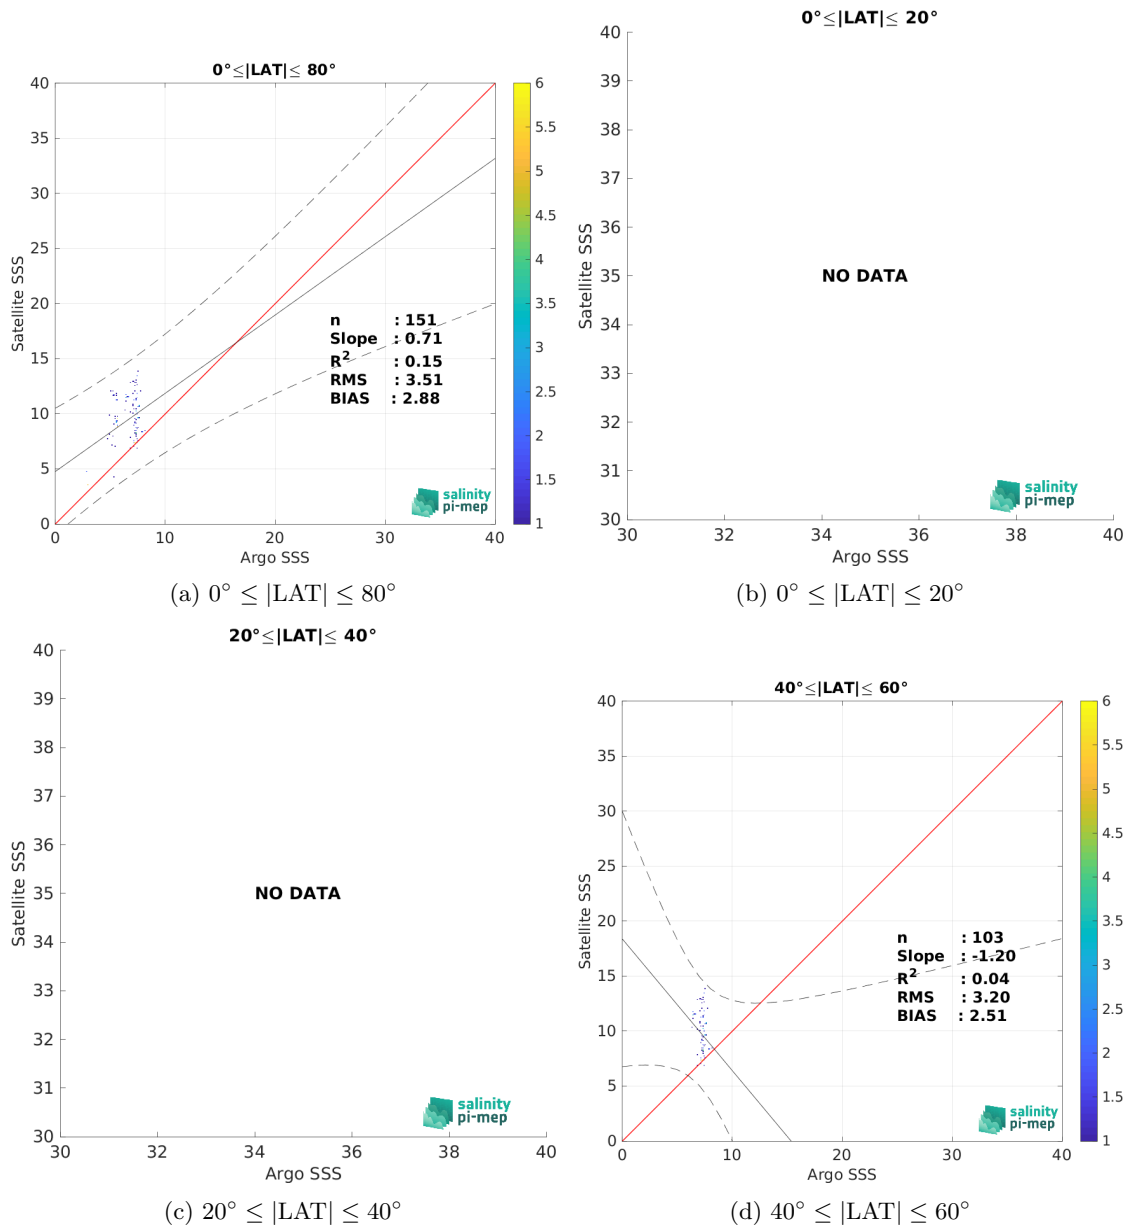 0°≤|LAT|≤ 80°
40
35
30
25
20
15
10
5
0
0
10
20
30
40
Satellite SSS
Argo SSS
n : 151
Slope : 0.71
R2 : 0.15
RMS : 3.51
BIAS : 2.88
salinity
pi-mep
6
5.5
5
4.5
4
3.5
3
2.5
2
1.5
1
(a) 0° ≤ |LAT| ≤ 80°
0°≤|LAT|≤ 20°
40
39
38
37
36
35
34
33
32
31
30
30
32
34
36
38
40
Satellite SSS
Argo SSS
NO DATA
salinity
pi-mep
(b) 0° ≤ |LAT| ≤ 20°
20°≤|LAT|≤ 40°
40
39
38
37
36
35
34
33
32
31
30
30
32
34
36
38
40
Satellite SSS
Argo SSS
NO DATA
salinity
pi-mep
(c) 20° ≤ |LAT| ≤ 40°
40°≤|LAT|≤ 60°
40
35
30
25
20
15
10
5
0
0
10
20
30
40
Satellite SSS
Argo SSS
n : 103
Slope : -1.20
R2 : 0.04
RMS : 3.20
BIAS : 2.51
salinity
pi-mep
6
5.5
5
4.5
4
3.5
3
2.5
2
1.5
1
(d) 40° ≤ |LAT| ≤ 60°